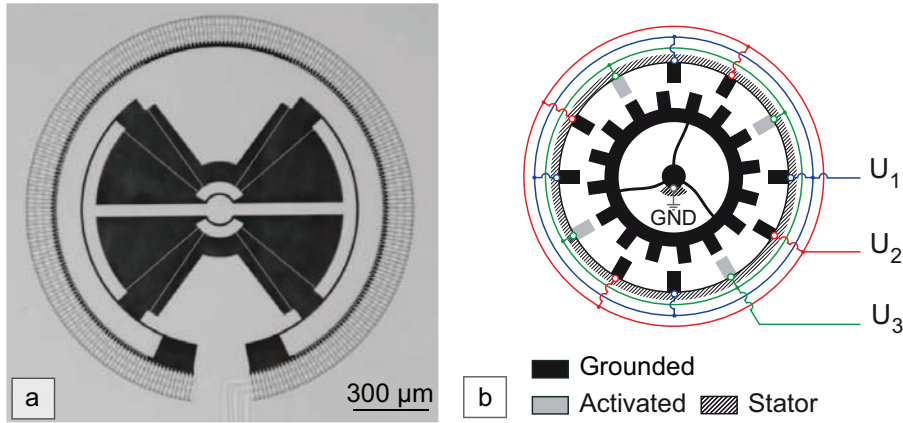 a
300 µm
U1
U2
U3
GND
b
Grounded
Activated
Stator